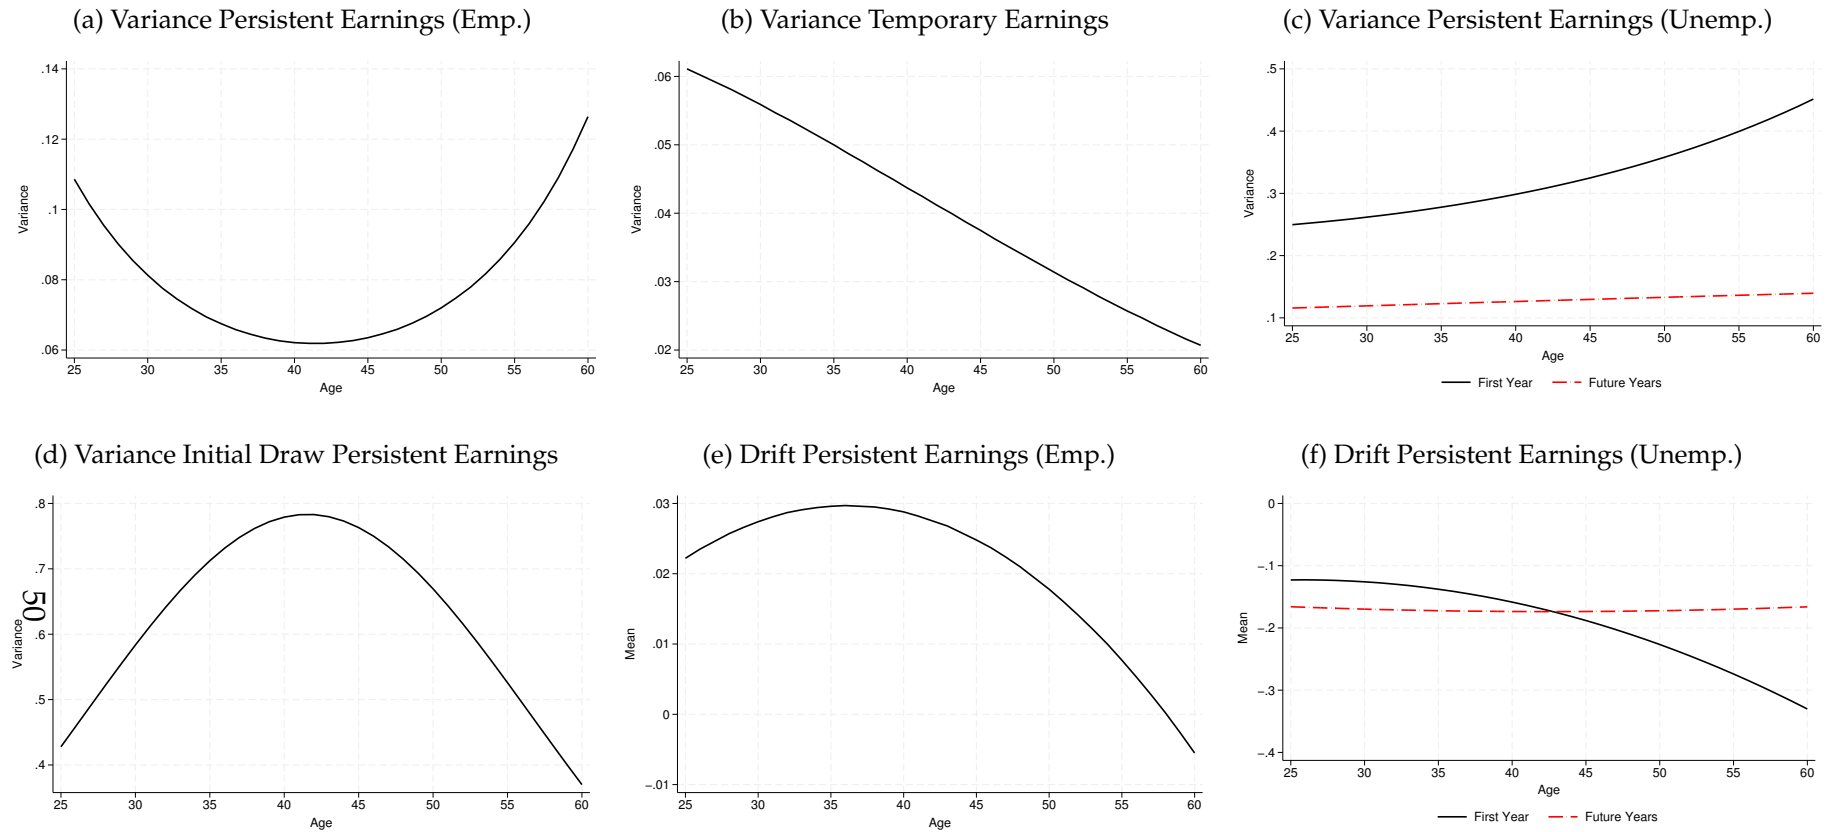 (a) Variance Persistent Earnings (Emp.)
.14
.12
.1
.08
.06
Variance
25 30 35 40 45 50 55 60
Age
(b) Variance Temporary Earnings
.06
.05
.04
.03
.02
Variance
25 30 35 40 45 50 55 60
Age
(c) Variance Persistent Earnings (Unemp.)
.5
.4
.3
.2
.1
Variance
25 30 35 40 45 50 55 60
Age
First Year Future Years
(d) Variance Initial Draw Persistent Earnings
.8
.7
.6
.5
.4
Variance
50
25 30 35 40 45 50 55 60
Age
(e) Drift Persistent Earnings (Emp.)
.03
.02
.01
0
-.01
Mean
25 30 35 40 45 50 55 60
Age
(f) Drift Persistent Earnings (Unemp.)
0
-.1
-.2
-.3
-.4
Mean
25 30 35 40 45 50 55 60
Age
First Year Future Years